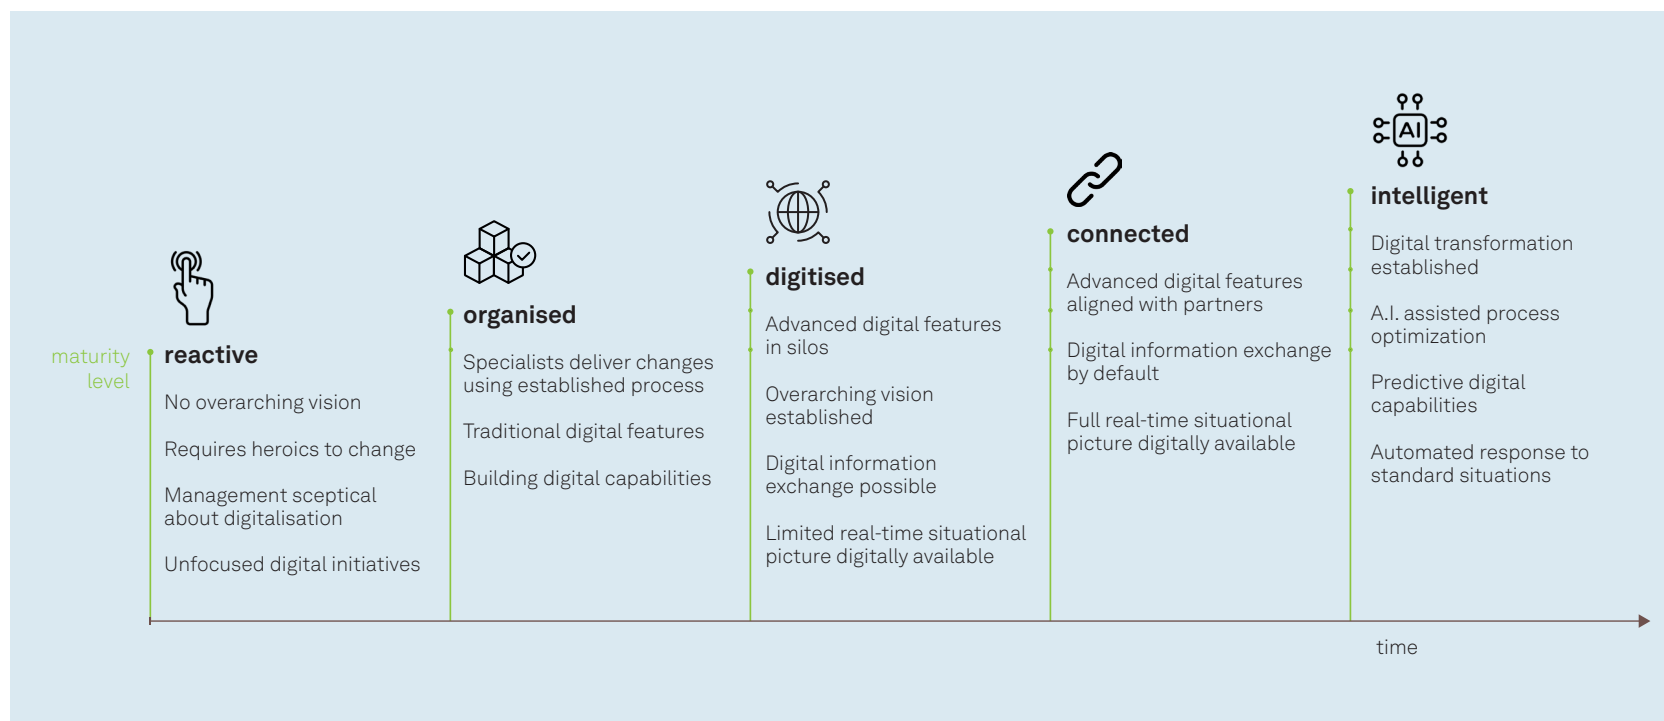 maturity
level
reactive
No overarching vision
Requires heroics to change
Management sceptical
about digitalisation
Unfocused digital initiatives
organised
Specialists deliver changes
using established process
Traditional digital features
Building digital capabilities
digitised
Advanced digital features
in silos
Overarching vision
established
Digital information
exchange possible
Limited real-time situational
picture digitally available
connected
Advanced digital features
aligned with partners
Digital information exchange
by default
Full real-time situational
picture digitally available
AI
intelligent
Digital transformation
established
A.I. assisted process
optimization
Predictive digital
capabilities
Automated response to
standard situations
time